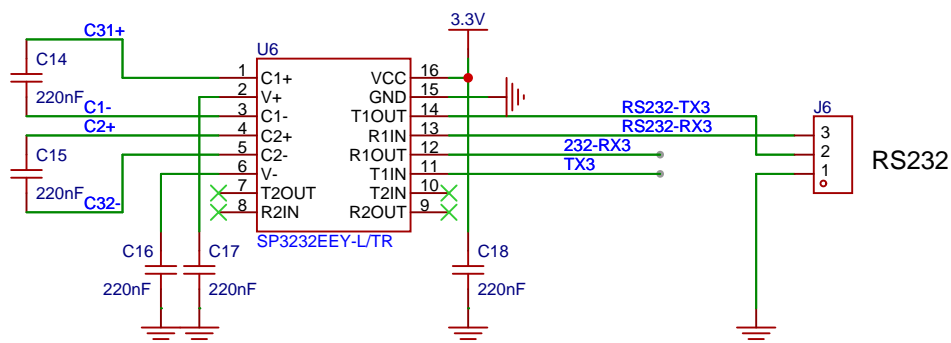 3.3V
C31+
U6
C14
1 C1+ VCC 16
2 V+ GND 15
220nF
3 C1- T1OUT 14 RS232-TX3
C1-
J6
C2+
4 C2+ R1IN 13 RS232-RX3 3
C15
5 C2- R1OUT 12 232-RX3 2
RS232
6 V- T1IN 11 TX3 1
220nF
7 T2OUT T2IN 10
C32-
8 R2IN R2OUT 9
SP3232EEY-L/TR
C16 C17 C18
220nF 220nF 220nF